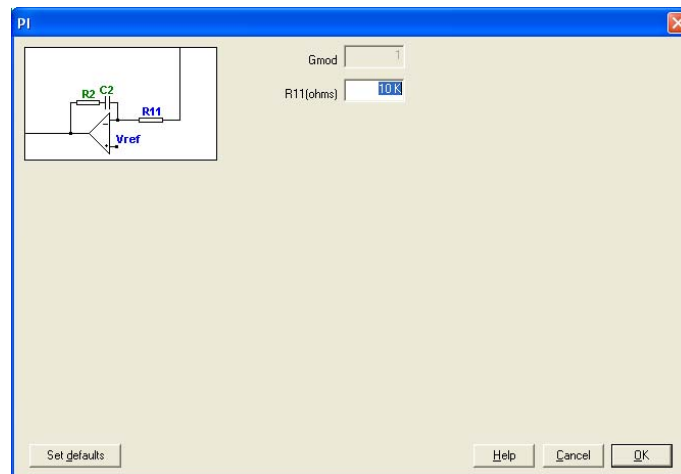 PI
Gmod 1
R11(ohms) 10 K
R2 C2
R11
Vref
Set defaults
Help Cancel OK